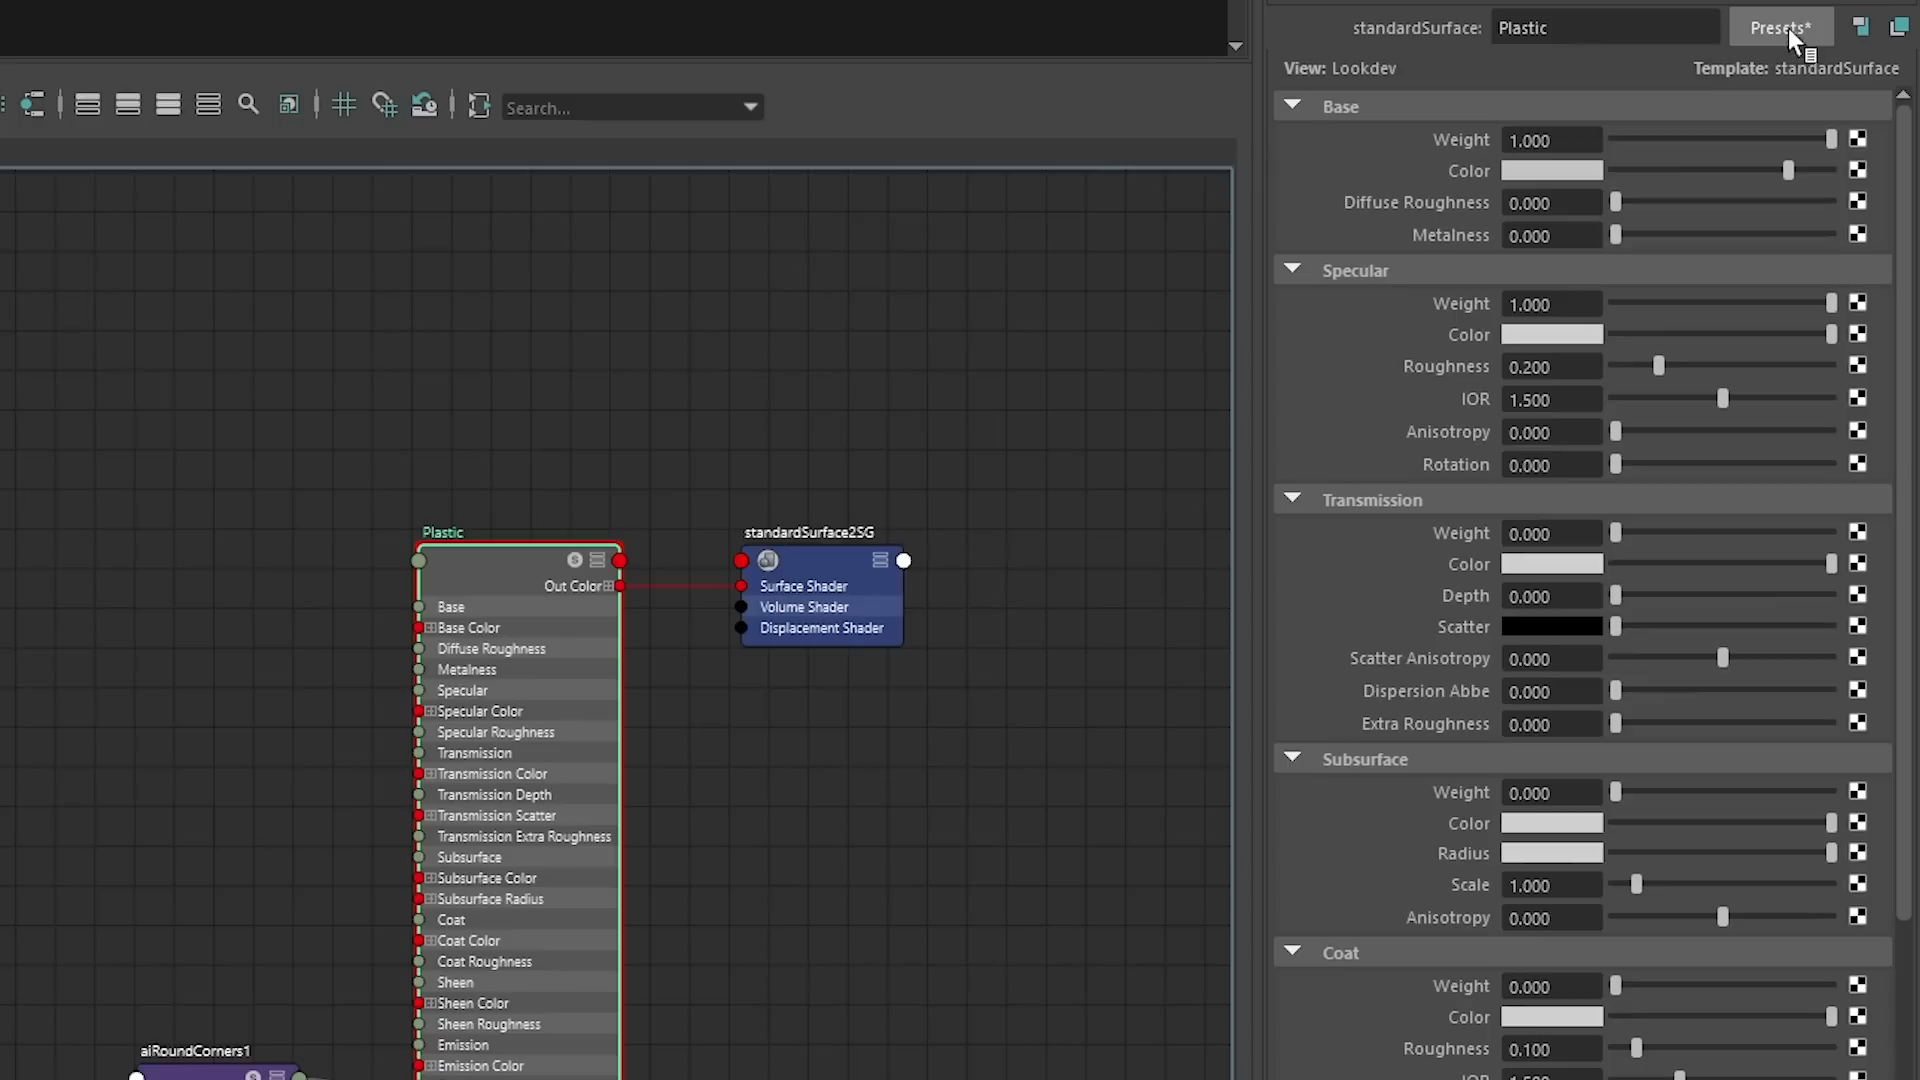 standardSurface: Plastic Presets*
View: Lookdev Template: standardSurface
Search...
Base
Weight 1.000
Color
Diffuse Roughness 0.000
Metalness 0.000
Specular
Weight 1.000
Color
Roughness 0.200
IOR 1.500
Anisotropy 0.000
Rotation 0.000
Transmission
Weight 0.000
Color
Depth 0.000
Scatter
Scatter Anisotropy 0.000
Dispersion Abbe 0.000
Extra Roughness 0.000
Subsurface
Weight 0.000
Color
Radius
Scale 1.000
Anisotropy 0.000
Coat
Weight 0.000
Color
Roughness 0.100
Plastic
S
Out Color
Base
Base Color
Diffuse Roughness
Metalness
Specular
Specular Color
Specular Roughness
Transmission
Transmission Color
Transmission Depth
Transmission Scatter
Transmission Extra Roughness
Subsurface
Subsurface Color
Subsurface Radius
Coat
Coat Color
Coat Roughness
Sheen
Sheen Color
Sheen Roughness
Emission
Emission Color
standardSurface2SG
Surface Shader
Volume Shader
Displacement Shader
aiRoundCorners1